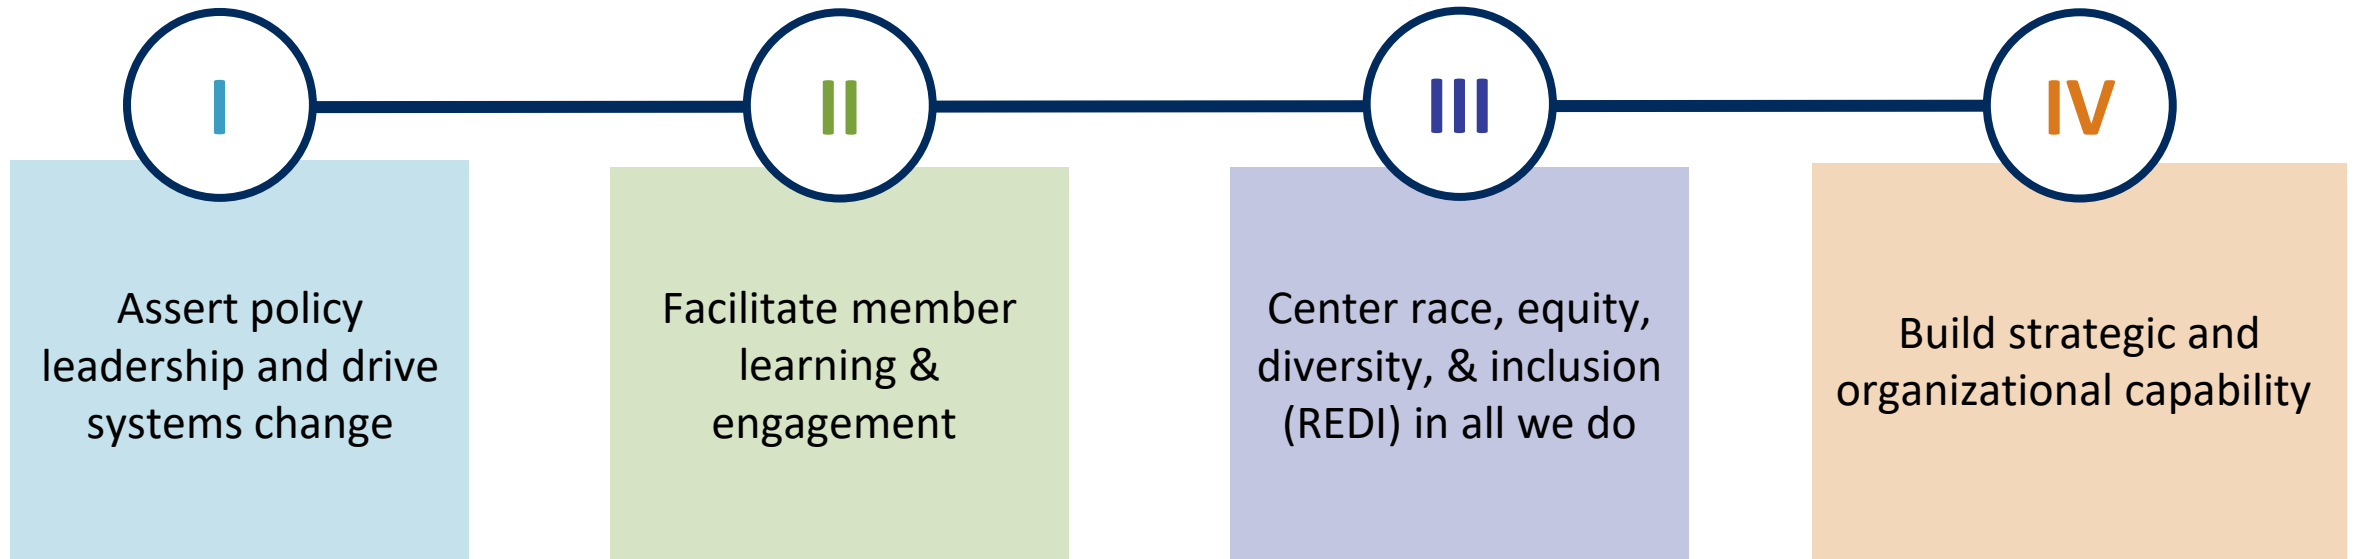 I
II
III
IV
Assert policy
leadership and drive
systems change
Facilitate member
learning &
engagement
Center race, equity,
diversity, & inclusion
(REDI) in all we do
Build strategic and
organizational capability